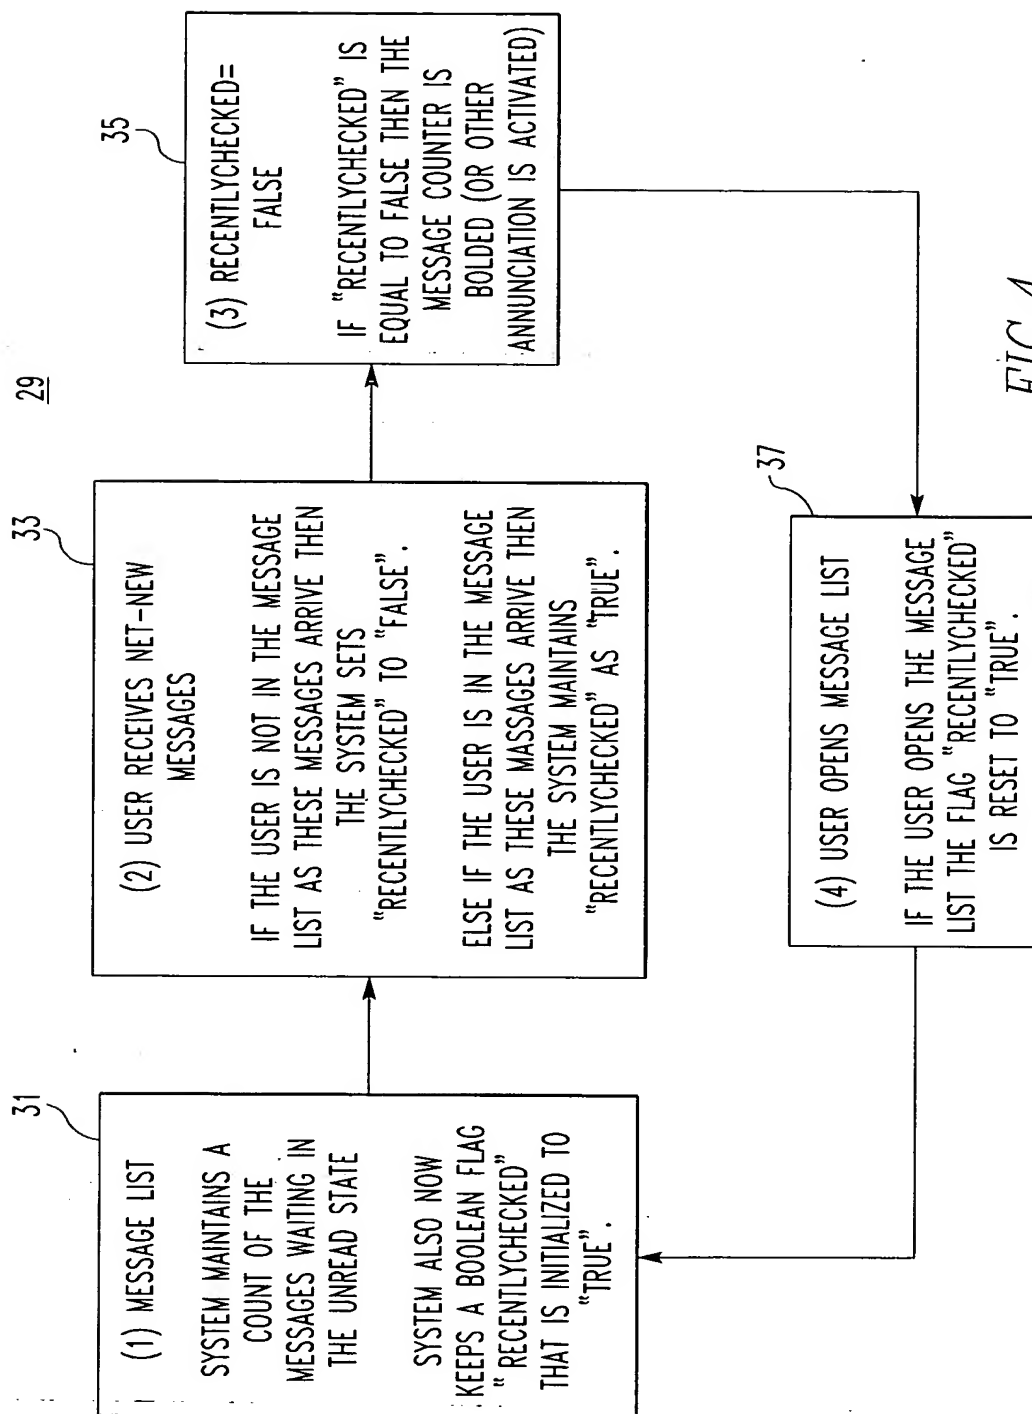 29
31
(1) MESSAGE LIST
SYSTEM MAINTAINS A
COUNT OF THE
MESSAGES WAITING IN
THE UNREAD STATE
SYSTEM ALSO NOW
KEEPS A BOOLEAN FLAG
"RECENTLYCHECKED"
THAT IS INITIALIZED TO
"TRUE".
33
(2) USER RECEIVES NET-NEW
MESSAGES
IF THE USER IS NOT IN THE MESSAGE
LIST AS THESE MESSAGES ARRIVE THEN
THE SYSTEM SETS
"RECENTLYCHECKED" TO "FALSE".
ELSE IF THE USER IS IN THE MESSAGE
LIST AS THESE MASSAGES ARRIVE THEN
THE SYSTEM MAINTAINS
"RECENTLYCHECKED" AS "TRUE".
35
(3) RECENTLYCHECKED=
FALSE
IF "RECENTLYCHECKED" IS
EQUAL TO FALSE THEN THE
MESSAGE COUNTER IS
BOLDED (OR OTHER
ANNUNCIATION IS ACTIVATED)
37
(4) USER OPENS MESSAGE LIST
IF THE USER OPENS THE MESSAGE
LIST THE FLAG "RECENTLYCHECKED"
IS RESET TO "TRUE".
FIG.4